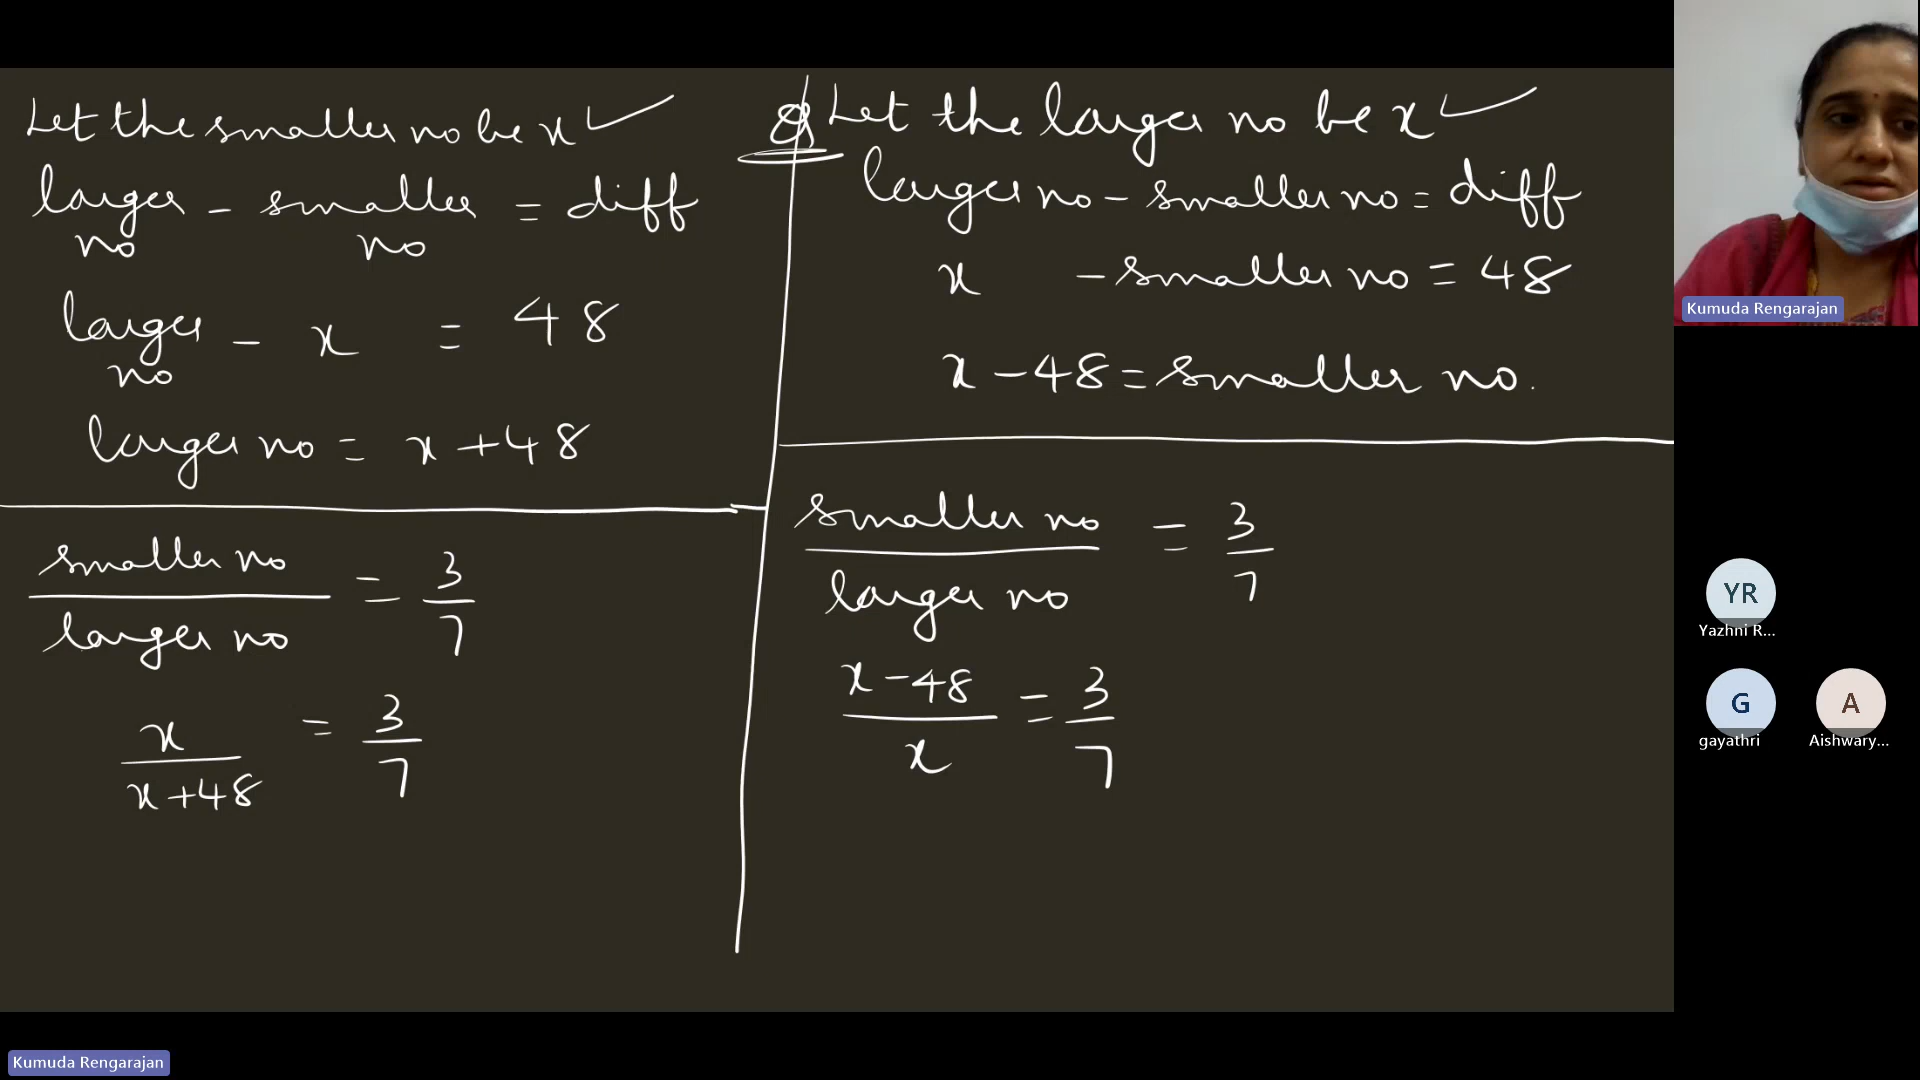 Let the smaller no be x ✓
larger no - smaller no = diff
larger no - x = 48
larger no = x + 48
smaller no / larger no = 3/7
x / x+48 = 3/7
Let the larger no be x ✓
larger no - smaller no = diff
x - smaller no = 48
x - 48 = smaller no.
smaller no / larger no = 3/7
x - 48 / x = 3/7
Kumuda Rengarajan
YR
Yazhni R...
G
gayathri
A
Aishwary...
Kumuda Rengarajan